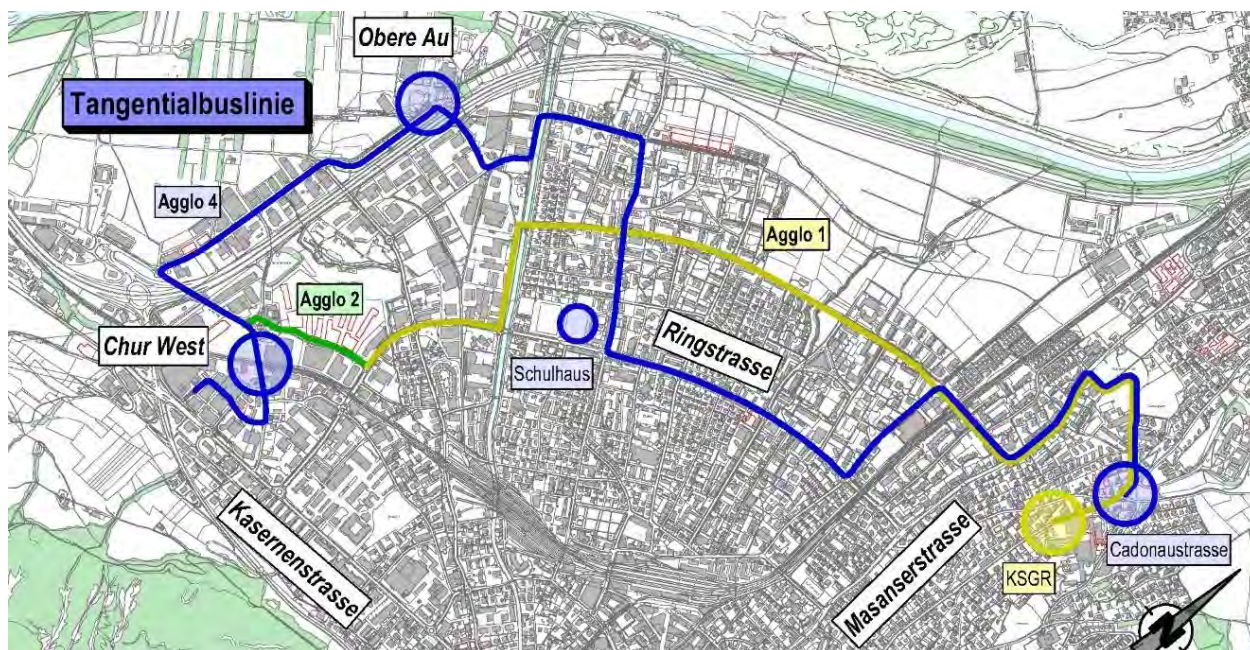 Obere Au
Tangentialbuslinie
Agglo 4
Agglo 1
Agglo 2
Chur West
Schulhaus
Ringstrasse
Kasernenstrasse
Masanserstrasse
KSGR
Cadonaustrasse
N